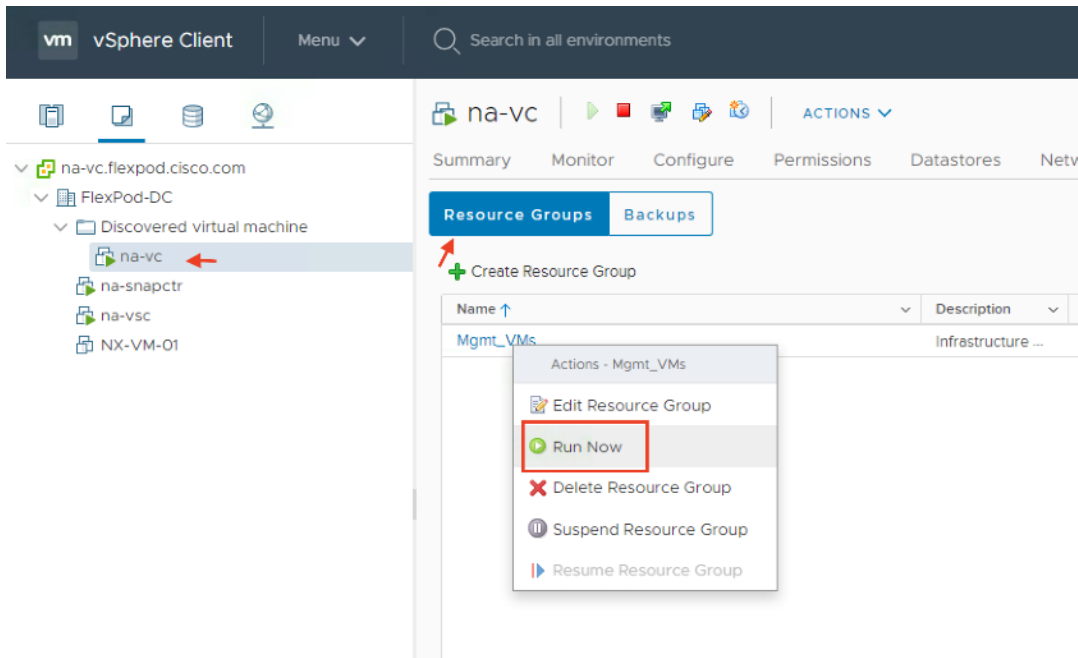 vm vSphere Client Menu Search in all environments
na-vc ACTIONS
Summary Monitor Configure Permissions Datastores Netw
na-vc.flexpod.cisco.com
FlexPod-DC
Discovered virtual machine
na-vc
na-snapctr
na-vsc
NX-VM-01
Resource Groups Backups
Create Resource Group
Name Description
Mgmt_VMs Infrastructure ...
Actions - Mgmt_VMs
Edit Resource Group
Run Now
Delete Resource Group
Suspend Resource Group
Resume Resource Group